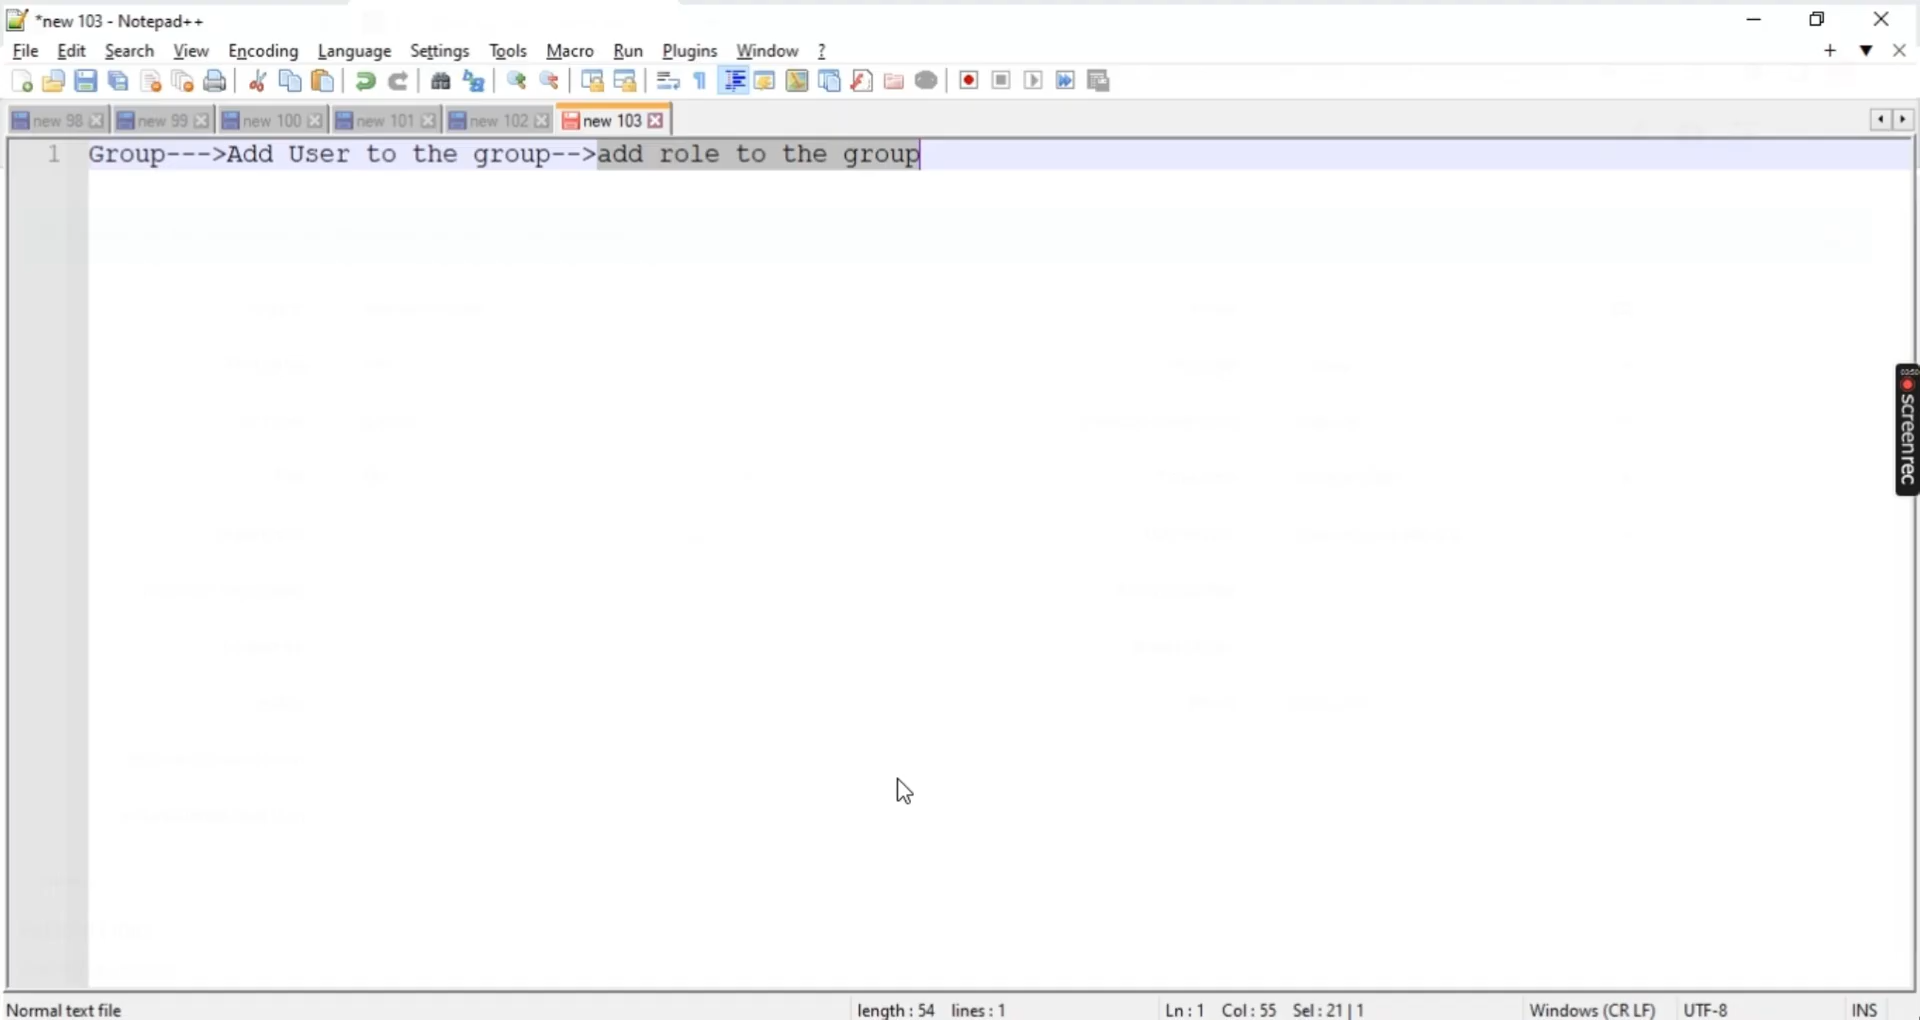 *new 103 - Notepad++
File Edit Search View Encoding Language Settings Tools Macro Run Plugins Window ?
new 98 new 99 new 100 new 101 new 102 new 103
1 Group--->Add User to the group-->add role to the group
screenrec
Normal text file length : 54 lines : 1 Ln : 1 Col : 55 Sel : 21 | 1 Windows (CR LF) UTF-8 INS